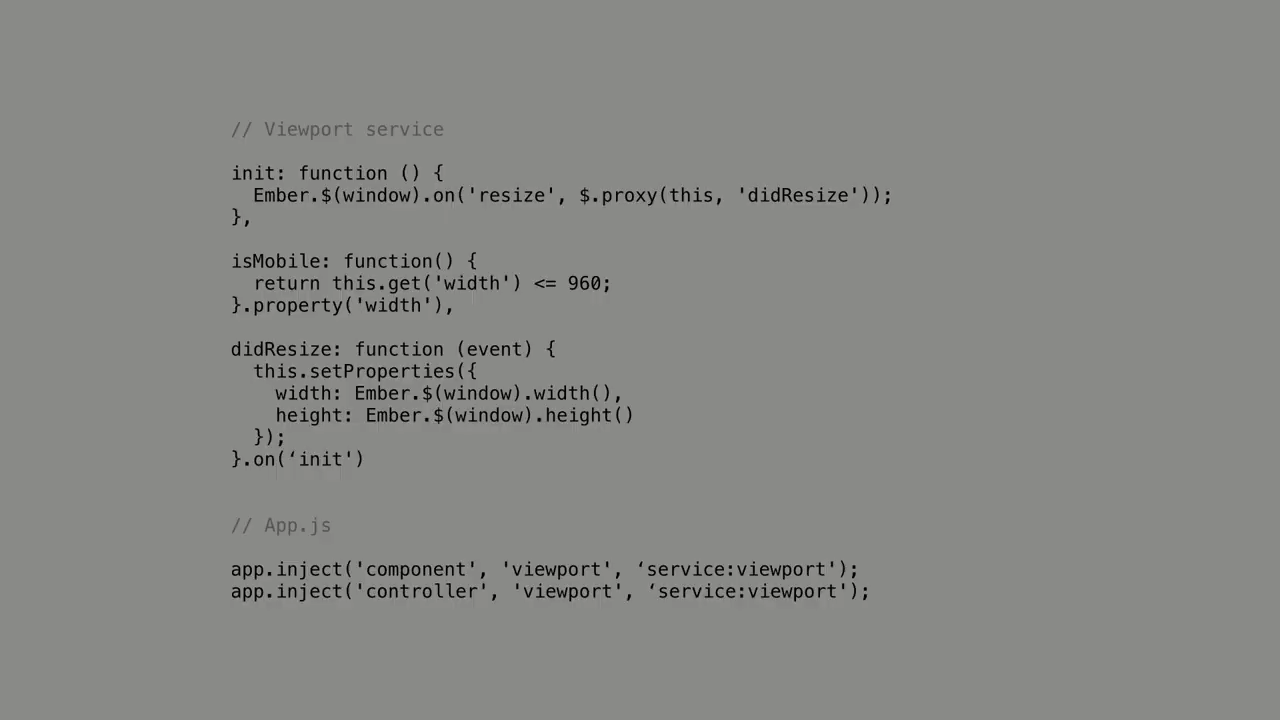 // Viewport service
init: function () {
  Ember.$(window).on('resize', $.proxy(this, 'didResize'));
},
isMobile: function() {
  return this.get('width') <= 960;
}.property('width'),
didResize: function (event) {
  this.setProperties({
    width: Ember.$(window).width(),
    height: Ember.$(window).height()
  });
}.on(‘init')
// App.js
app.inject('component', 'viewport', ‘service:viewport');
app.inject('controller', 'viewport', ‘service:viewport');